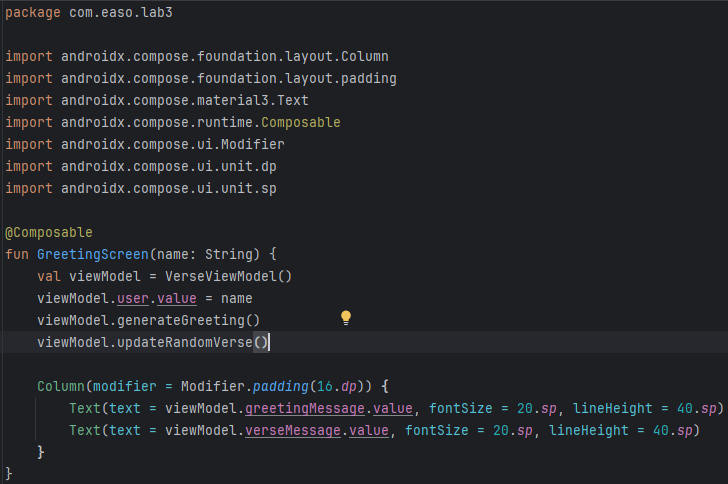 package com.easo.lab3
import androidx.compose.foundation.layout.Column
import androidx.compose.foundation.layout.padding
import androidx.compose.material3.Text
import androidx.compose.runtime.Composable
import androidx.compose.ui.Modifier
import androidx.compose.ui.unit.dp
import androidx.compose.ui.unit.sp
@Composable
fun GreetingScreen(name: String) {
    val viewModel = VerseViewModel()
    viewModel.user.value = name
    viewModel.generateGreeting()
    viewModel.updateRandomVerse()
    Column(modifier = Modifier.padding(16.dp)) {
        Text(text = viewModel.greetingMessage.value, fontSize = 20.sp, lineHeight = 40.sp)
        Text(text = viewModel.verseMessage.value, fontSize = 20.sp, lineHeight = 40.sp)
    }
}